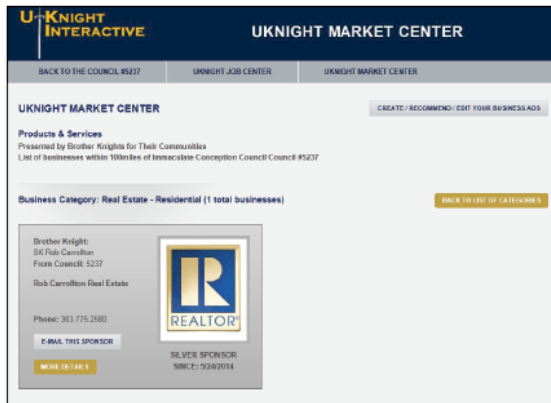 U KNIGHT
INTERACTIVE
UKNIGHT MARKET CENTER
BACK TO THE COUNCIL #5237
UKNIGHT JOB CENTER
UKNIGHT MARKET CENTER
UKNIGHT MARKET CENTER
CREATE / RECOMMEND / EDIT YOUR BUSINESS ADS
Products & Services
Presented by Brother Knights for Their Communities
List of businesses within 100miles of Immaculate Conception Council Council #5237
Business Category: Real Estate - Residential (1 total businesses)
BACK TO LIST OF CATEGORIES
Brother Knight:
SK Rob Carrollton
From Council: 5237
Rob Carrollton Real Estate
Phone: 303.775.2580
E-MAIL THIS SPONSOR
MORE DETAILS
R
REALTOR®
SILVER SPONSOR
SINCE: 5/24/2014